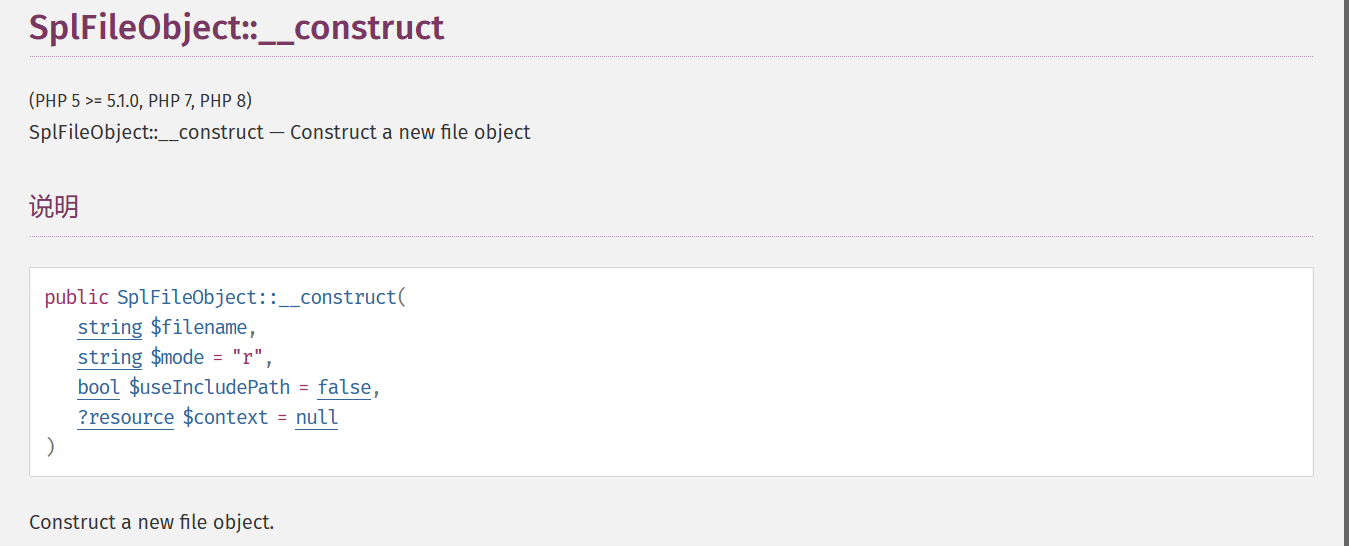 SplFileObject::__construct
(PHP 5 >= 5.1.0, PHP 7, PHP 8)
SplFileObject::__construct — Construct a new file object
说明
public SplFileObject::__construct(
string $filename,
string $mode = "r",
bool $useIncludePath = false,
?resource $context = null
)
Construct a new file object.